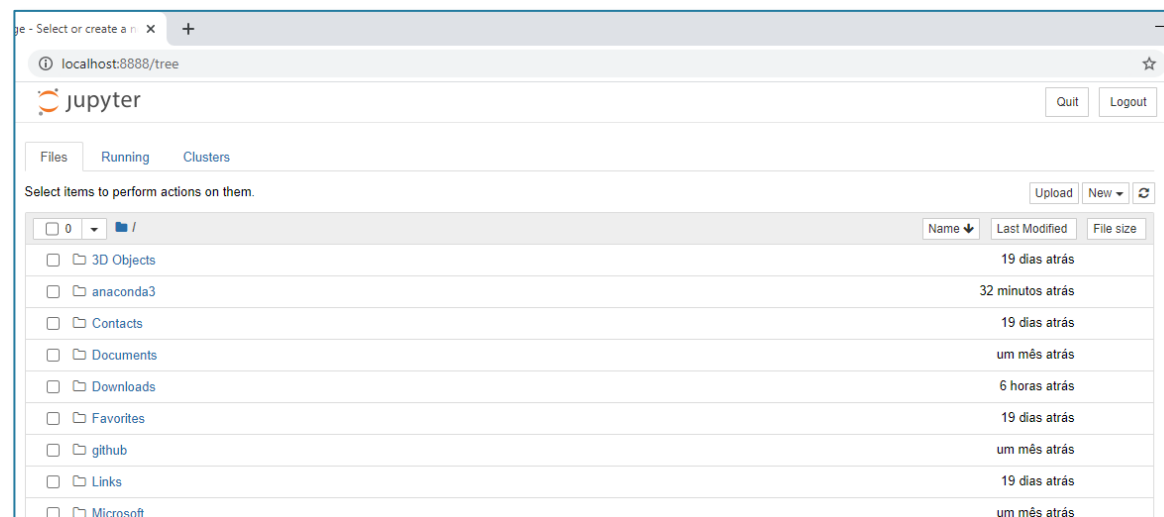 ge - Select or create a n
localhost:8888/tree
jupyter
Quit Logout
Files Running Clusters
Select items to perform actions on them.
Upload New
0 /
Name Last Modified File size
3D Objects 19 dias atrás
anaconda3 32 minutos atrás
Contacts 19 dias atrás
Documents um mês atrás
Downloads 6 horas atrás
Favorites 19 dias atrás
github um mês atrás
Links 19 dias atrás
Microsoft um mês atrás